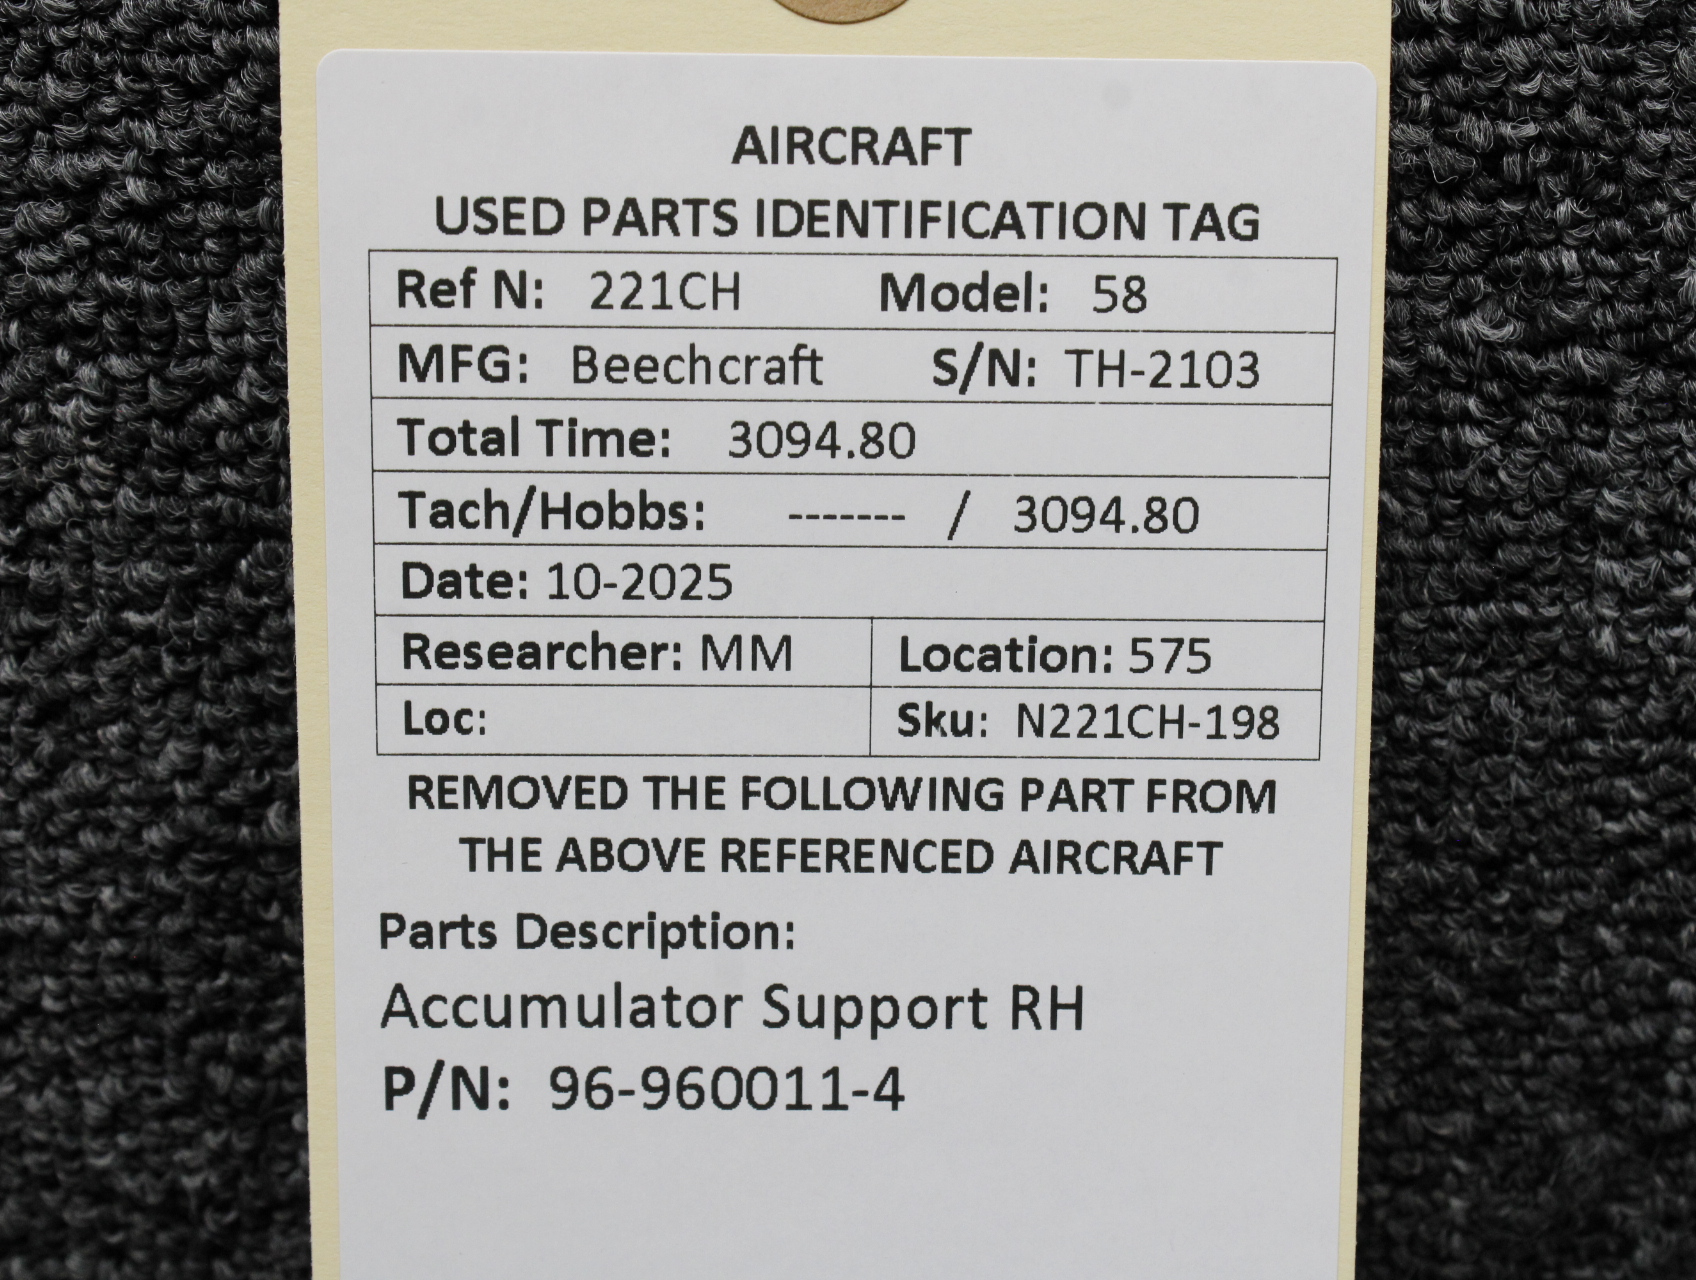 AIRCRAFT
USED PARTS IDENTIFICATION TAG
Ref N: 221CH Model: 58
MFG: Beechcraft S/N: TH-2103
Total Time: 3094.80
Tach/Hobbs: ------- / 3094.80
Date: 10-2025
Researcher: MM Location: 575
Loc: Sku: N221CH-198
REMOVED THE FOLLOWING PART FROM
THE ABOVE REFERENCED AIRCRAFT
Parts Description:
Accumulator Support RH
P/N: 96-960011-4